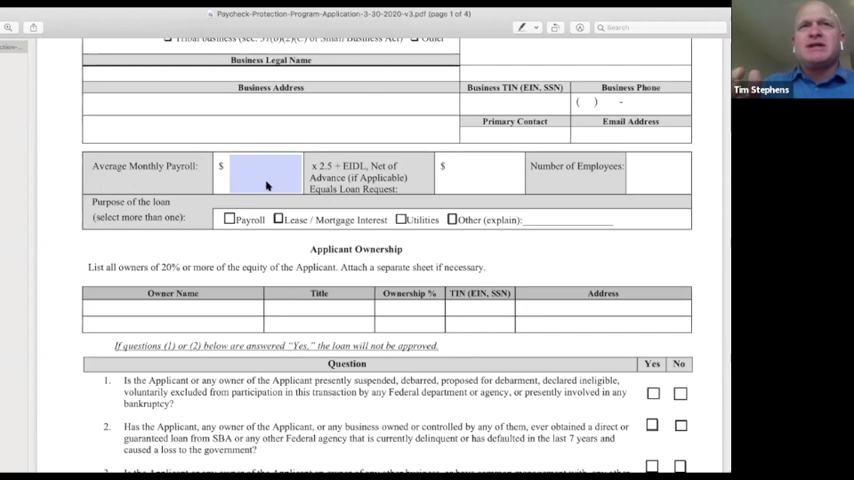 Paycheck-Protection-Program-Application-3-30-2020-v3.pdf (page 1 of 4)
Search
Tim Stephens
Tribal business (sec. 31(b)(2)(C) of Small Business Act) Other
Business Legal Name
Business Address
Business TIN (EIN, SSN)
Business Phone
( ) -
Primary Contact
Email Address
Average Monthly Payroll:
$
x 2.5 + EIDL, Net of
Advance (if Applicable)
Equals Loan Request:
$
Number of Employees:
Purpose of the loan
(select more than one):
Payroll Lease / Mortgage Interest Utilities Other (explain):
Applicant Ownership
List all owners of 20% or more of the equity of the Applicant. Attach a separate sheet if necessary.
Owner Name Title Ownership % TIN (EIN, SSN) Address
If questions (1) or (2) below are answered “Yes,” the loan will not be approved.
Question Yes No
1. Is the Applicant or any owner of the Applicant presently suspended, debarred, proposed for debarment, declared ineligible,
voluntarily excluded from participation in this transaction by any Federal department or agency, or presently involved in any
bankruptcy?
2. Has the Applicant, any owner of the Applicant, or any business owned or controlled by any of them, ever obtained a direct or
guaranteed loan from SBA or any other Federal agency that is currently delinquent or has defaulted in the last 7 years and
caused a loss to the government?